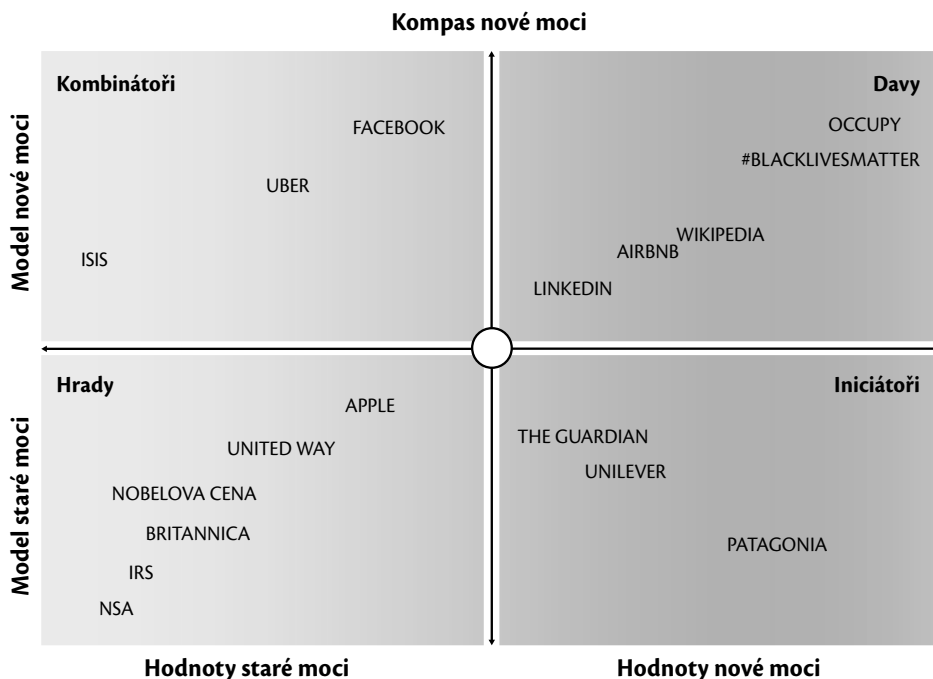 Kompas nové moci
Model nové moci
Kombinátoři
FACEBOOK
UBER
ISIS
Davy
OCCUPY
#BLACKLIVESMATTER
WIKIPEDIA
AIRBNB
LINKEDIN
Model staré moci
Hrady
APPLE
UNITED WAY
NOBELOVA CENA
BRITANNICA
IRS
NSA
Iniciátoři
THE GUARDIAN
UNILEVER
PATAGONIA
Hodnoty staré moci
Hodnoty nové moci